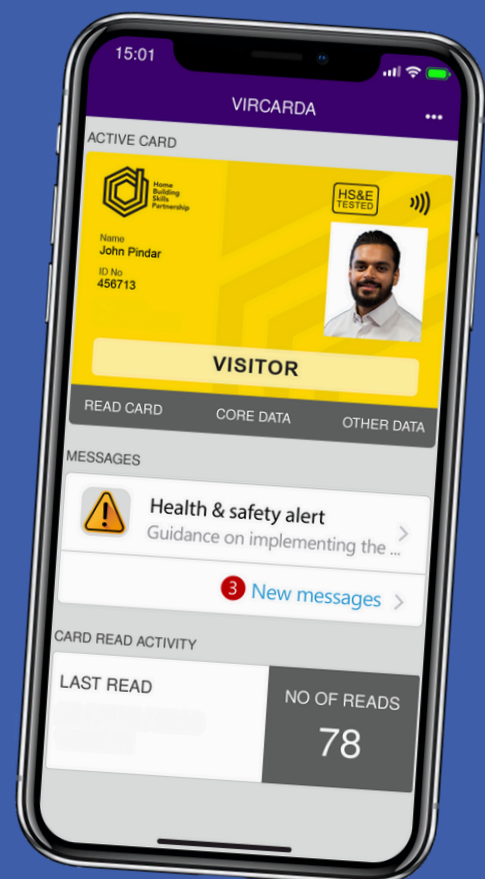 15:01
VIRCARDA
ACTIVE CARD
Home
Building
Skills
Partnership
HS&E
TESTED
Name
John Pindar
ID No
456713
VISITOR
READ CARD
CORE DATA
OTHER DATA
MESSAGES
Health & safety alert
Guidance on implementing the ...
3 New messages
CARD READ ACTIVITY
LAST READ
NO OF READS
78